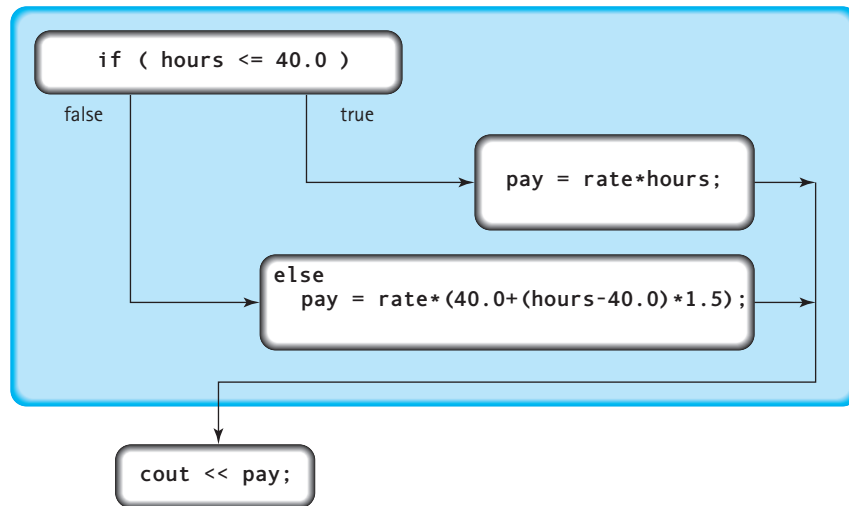 if ( hours <= 40.0 )
false
true
pay = rate*hours;
else
pay = rate*(40.0+(hours-40.0)*1.5);
cout << pay;